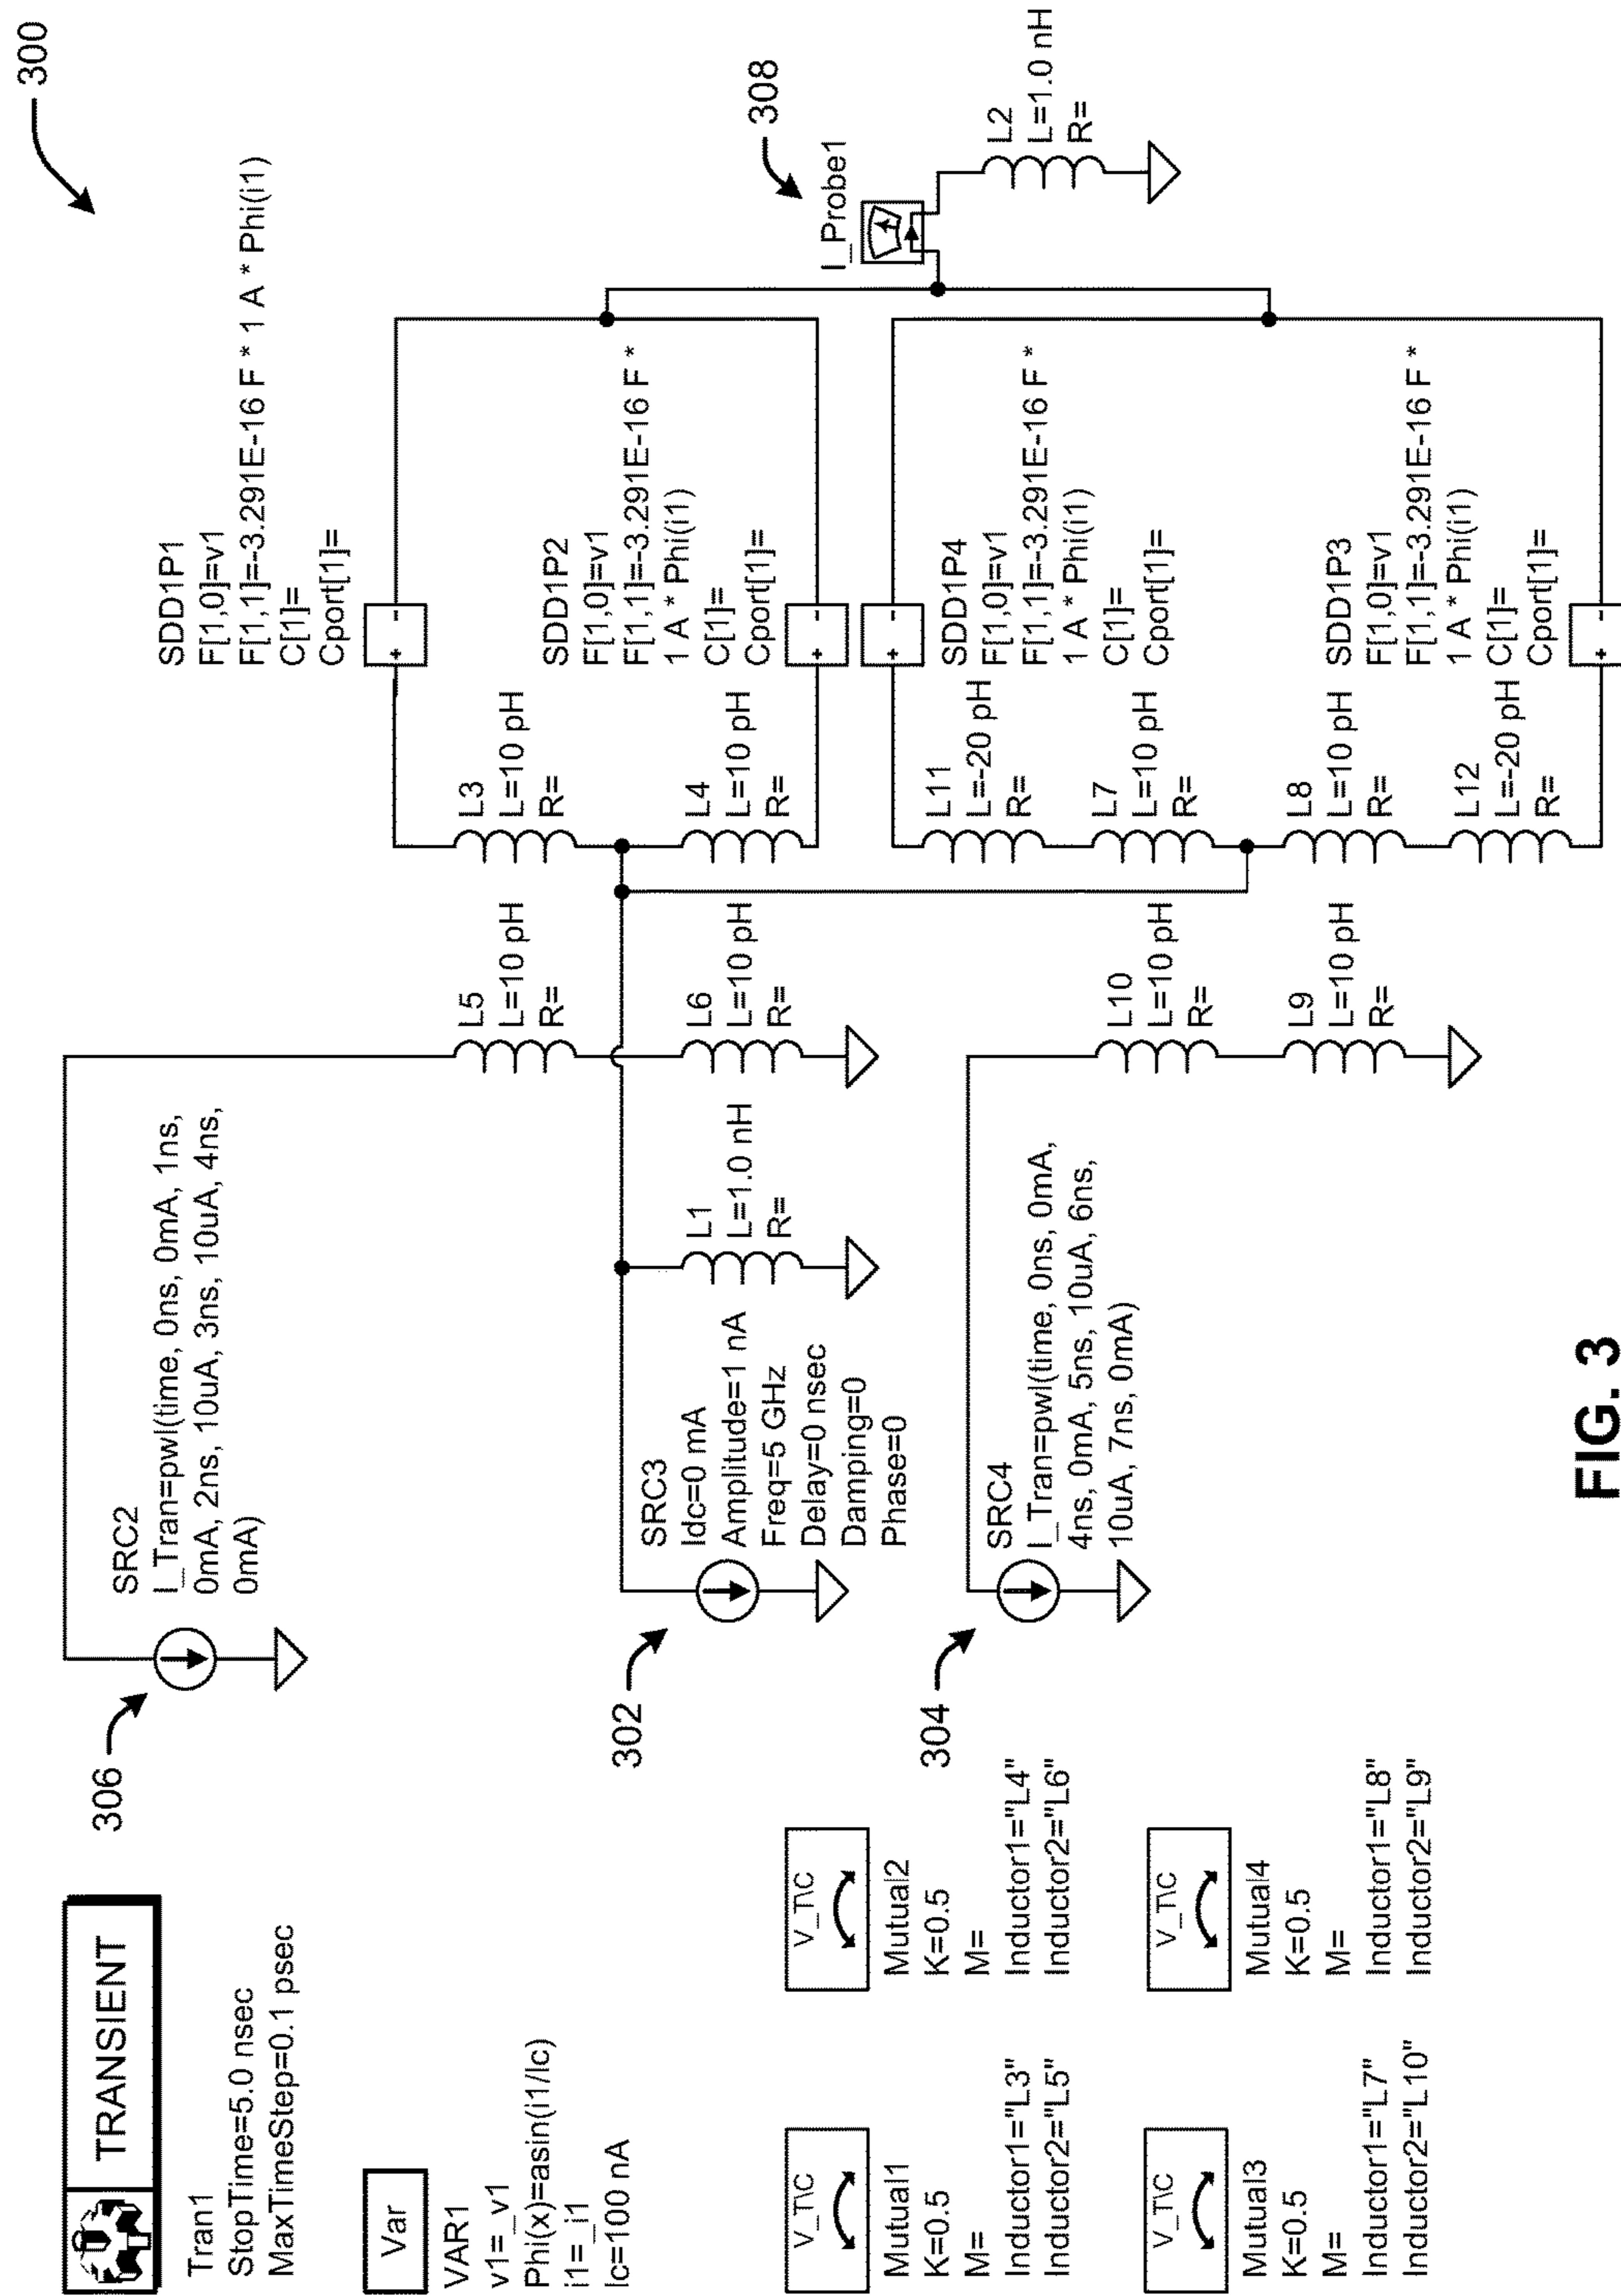 300
TRANSIENT
Tran1
StopTime=5.0 nsec
MaxTimeStep=0.1 psec
Var
VAR1
v1=_v1
Phi(x)=asin(i1/Ic)
i1=_i1
Ic=100 nA
V_T\C
Mutual1
K=0.5
M=
Inductor1="L3"
Inductor2="L5"
V_T\C
Mutual2
K=0.5
M=
Inductor1="L4"
Inductor2="L6"
V_T\C
Mutual3
K=0.5
M=
Inductor1="L7"
Inductor2="L10"
V_T\C
Mutual4
K=0.5
M=
Inductor1="L8"
Inductor2="L9"
306
SRC2
I_Tran=pwl(time, 0ns, 0mA, 1ns,
0mA, 2ns, 10uA, 3ns, 10uA, 4ns,
0mA)
302
SRC3
Idc=0 mA
Amplitude=1 nA
Freq=5 GHz
Delay=0 nsec
Damping=0
Phase=0
304
SRC4
I_Tran=pwl(time, 0ns, 0mA,
4ns, 0mA, 5ns, 10uA, 6ns,
10uA, 7ns, 0mA)
L1
L=1.0 nH
R=
L5
L=10 pH
R=
L6
L=10 pH
R=
L10
L=10 pH
R=
L9
L=10 pH
R=
L3
L=10 pH
R=
L4
L=10 pH
R=
L11
L=-20 pH
R=
L7
L=10 pH
R=
L8
L=10 pH
R=
L12
L=-20 pH
R=
SDD1P1
F[1,0]=v1
F[1,1]=-3.291E-16 F * 1 A * Phi(i1)
C[1]=
Cport[1]=
+ -
SDD1P2
F[1,0]=v1
F[1,1]=-3.291E-16 F *
1 A * Phi(i1)
C[1]=
Cport[1]=
+ -
+ -
SDD1P4
F[1,0]=v1
F[1,1]=-3.291E-16 F *
1 A * Phi(i1)
C[1]=
Cport[1]=
SDD1P3
F[1,0]=v1
F[1,1]=-3.291E-16 F *
1 A * Phi(i1)
C[1]=
Cport[1]=
+ -
308
I_Probe1
L2
L=1.0 nH
R=
FIG. 3